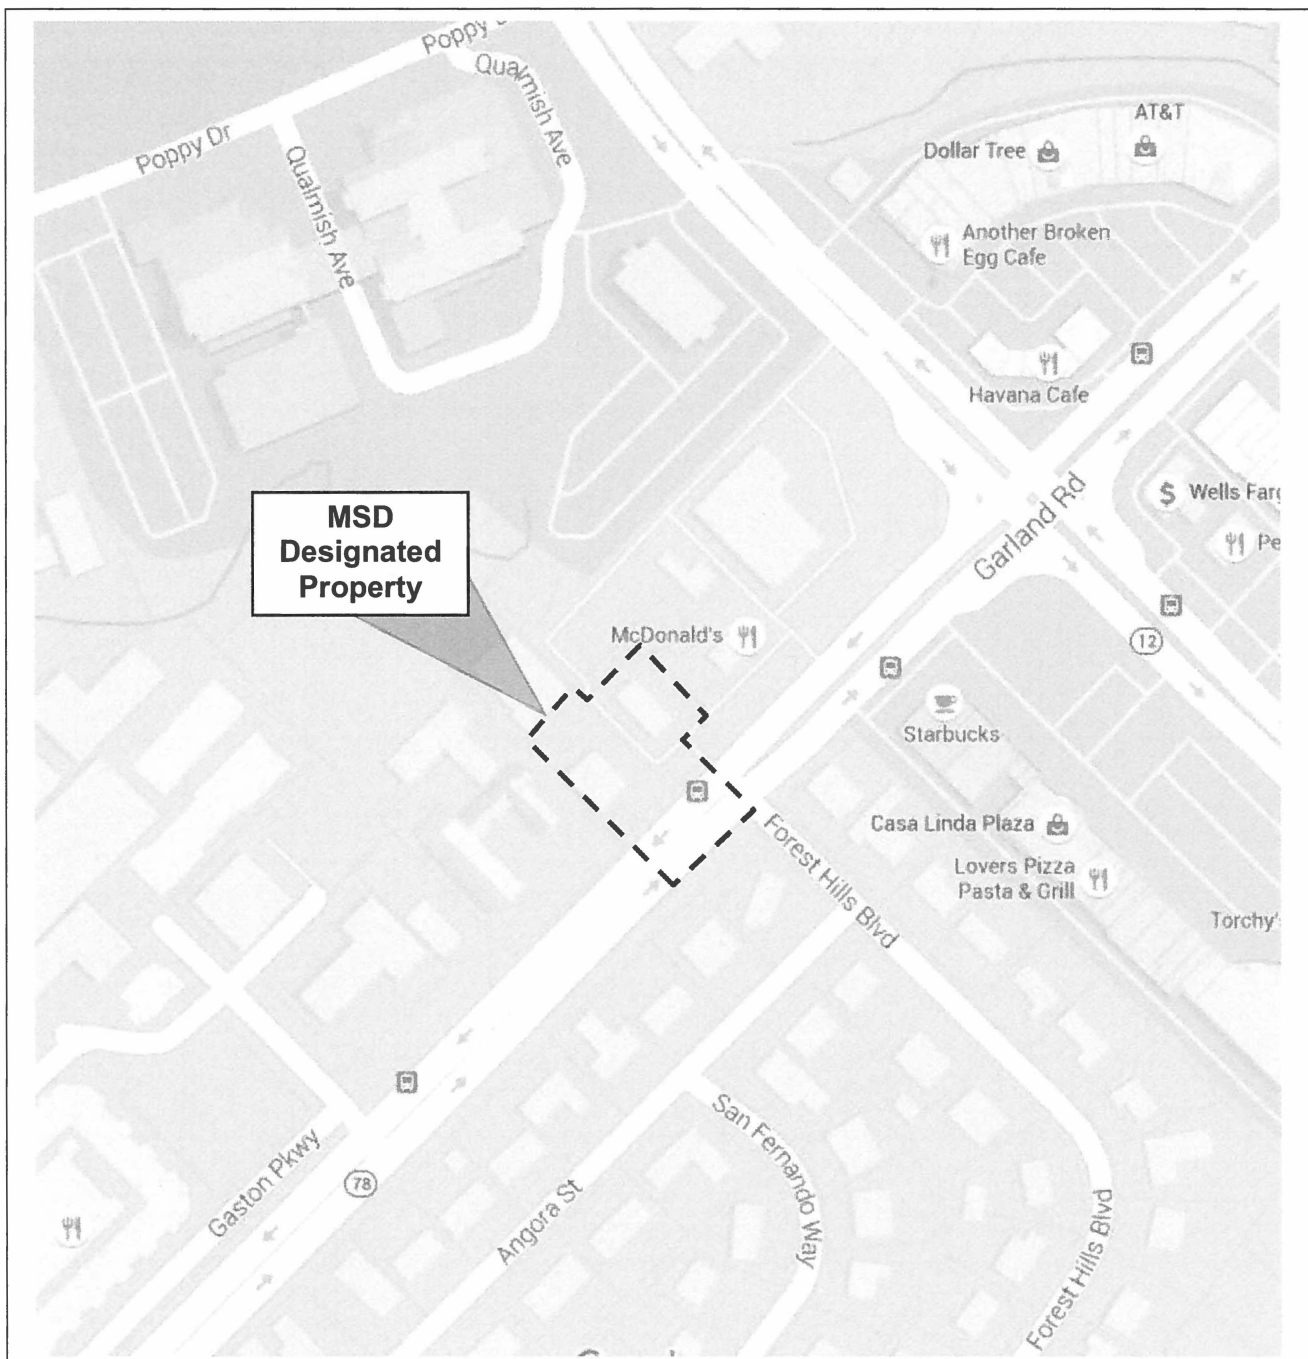 Poppy
Qualmish Ave
Poppy Dr
Qualmish Ave
AT&T
Dollar Tree
Another Broken
Egg Cafe
Havana Cafe
Garland Rd
$ Wells Farg
Pe
MSD
Designated
Property
McDonald's
12
Starbucks
Casa Linda Plaza
Lovers Pizza
Pasta & Grill
Torchy's
Forest Hills Blvd
San Fernando Way
Gaston Pkwy
78
Angora St
Forest Hills Blvd